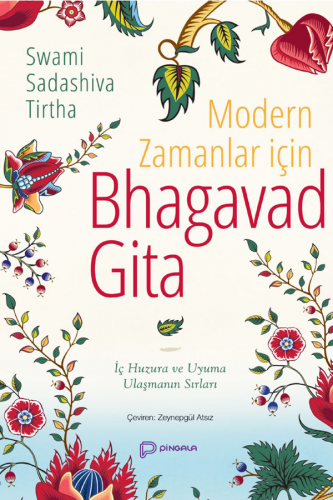 Swami
Sadashiva
Tirtha
Modern
Zamanlar için
Bhagavad
Gita
İç Huzura ve Uyuma
Ulaşmanın Sırları
Çeviren: Zeynepgül Atsız
PİNGALA